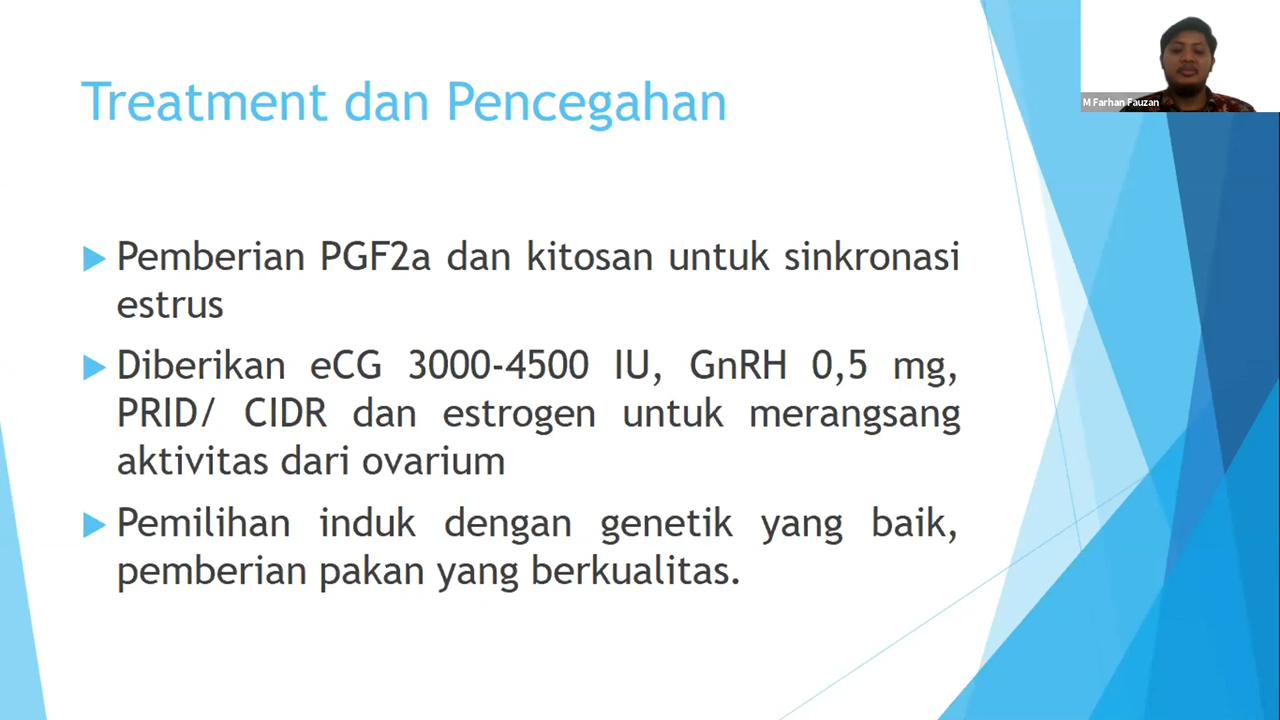 Treatment dan Pencegahan
M Farhan Fauzan
Pemberian PGF2a dan kitosan untuk sinkronasi
estrus
Diberikan eCG 3000-4500 IU, GnRH 0,5 mg,
PRID/ CIDR dan estrogen untuk merangsang
aktivitas dari ovarium
Pemilihan induk dengan genetik yang baik,
pemberian pakan yang berkualitas.